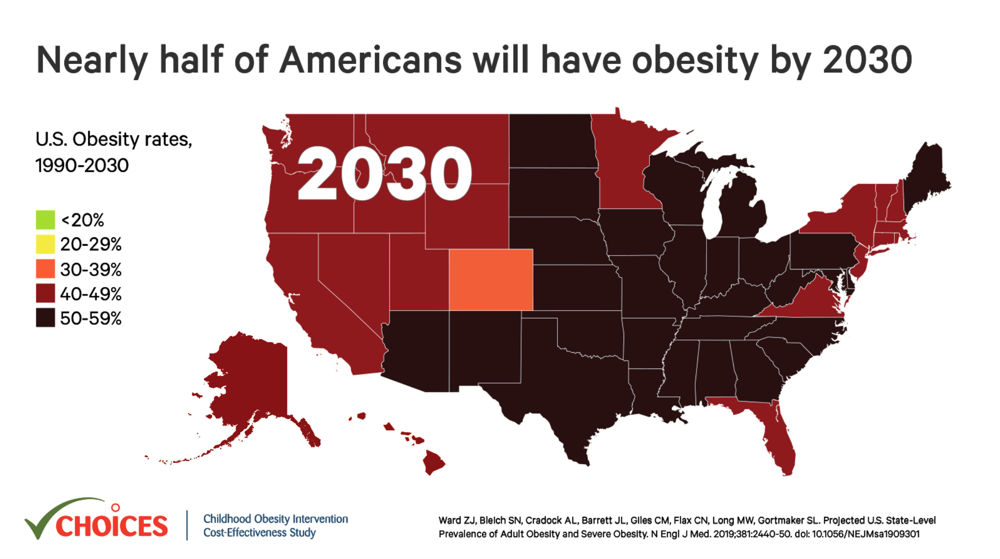 Nearly half of Americans will have obesity by 2030
U.S. Obesity rates,
1990-2030
2030
<20%
20-29%
30-39%
40-49%
50-59%
CHOICES
Childhood Obesity Intervention
Cost-Effectiveness Study
Ward ZJ, Bleich SN, Cradock AL, Barrett JL, Giles CM, Flax CN, Long MW, Gortmaker SL. Projected U.S. State-Level
Prevalence of Adult Obesity and Severe Obesity. N Engl J Med. 2019;381:2440-50. doi: 10.1056/NEJMsa1909301